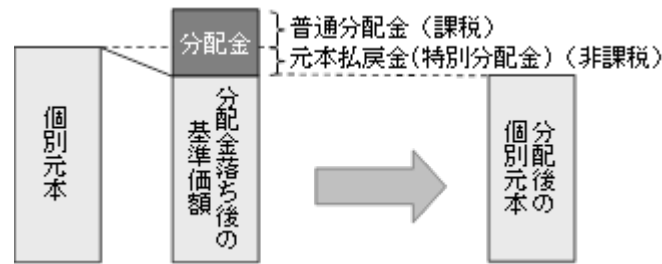 分配金
普通分配金（課税）
元本払戻金(特別分配金)（非課税）
個別元本
分配金落ち後の
基準価額
分配後の
個別元本